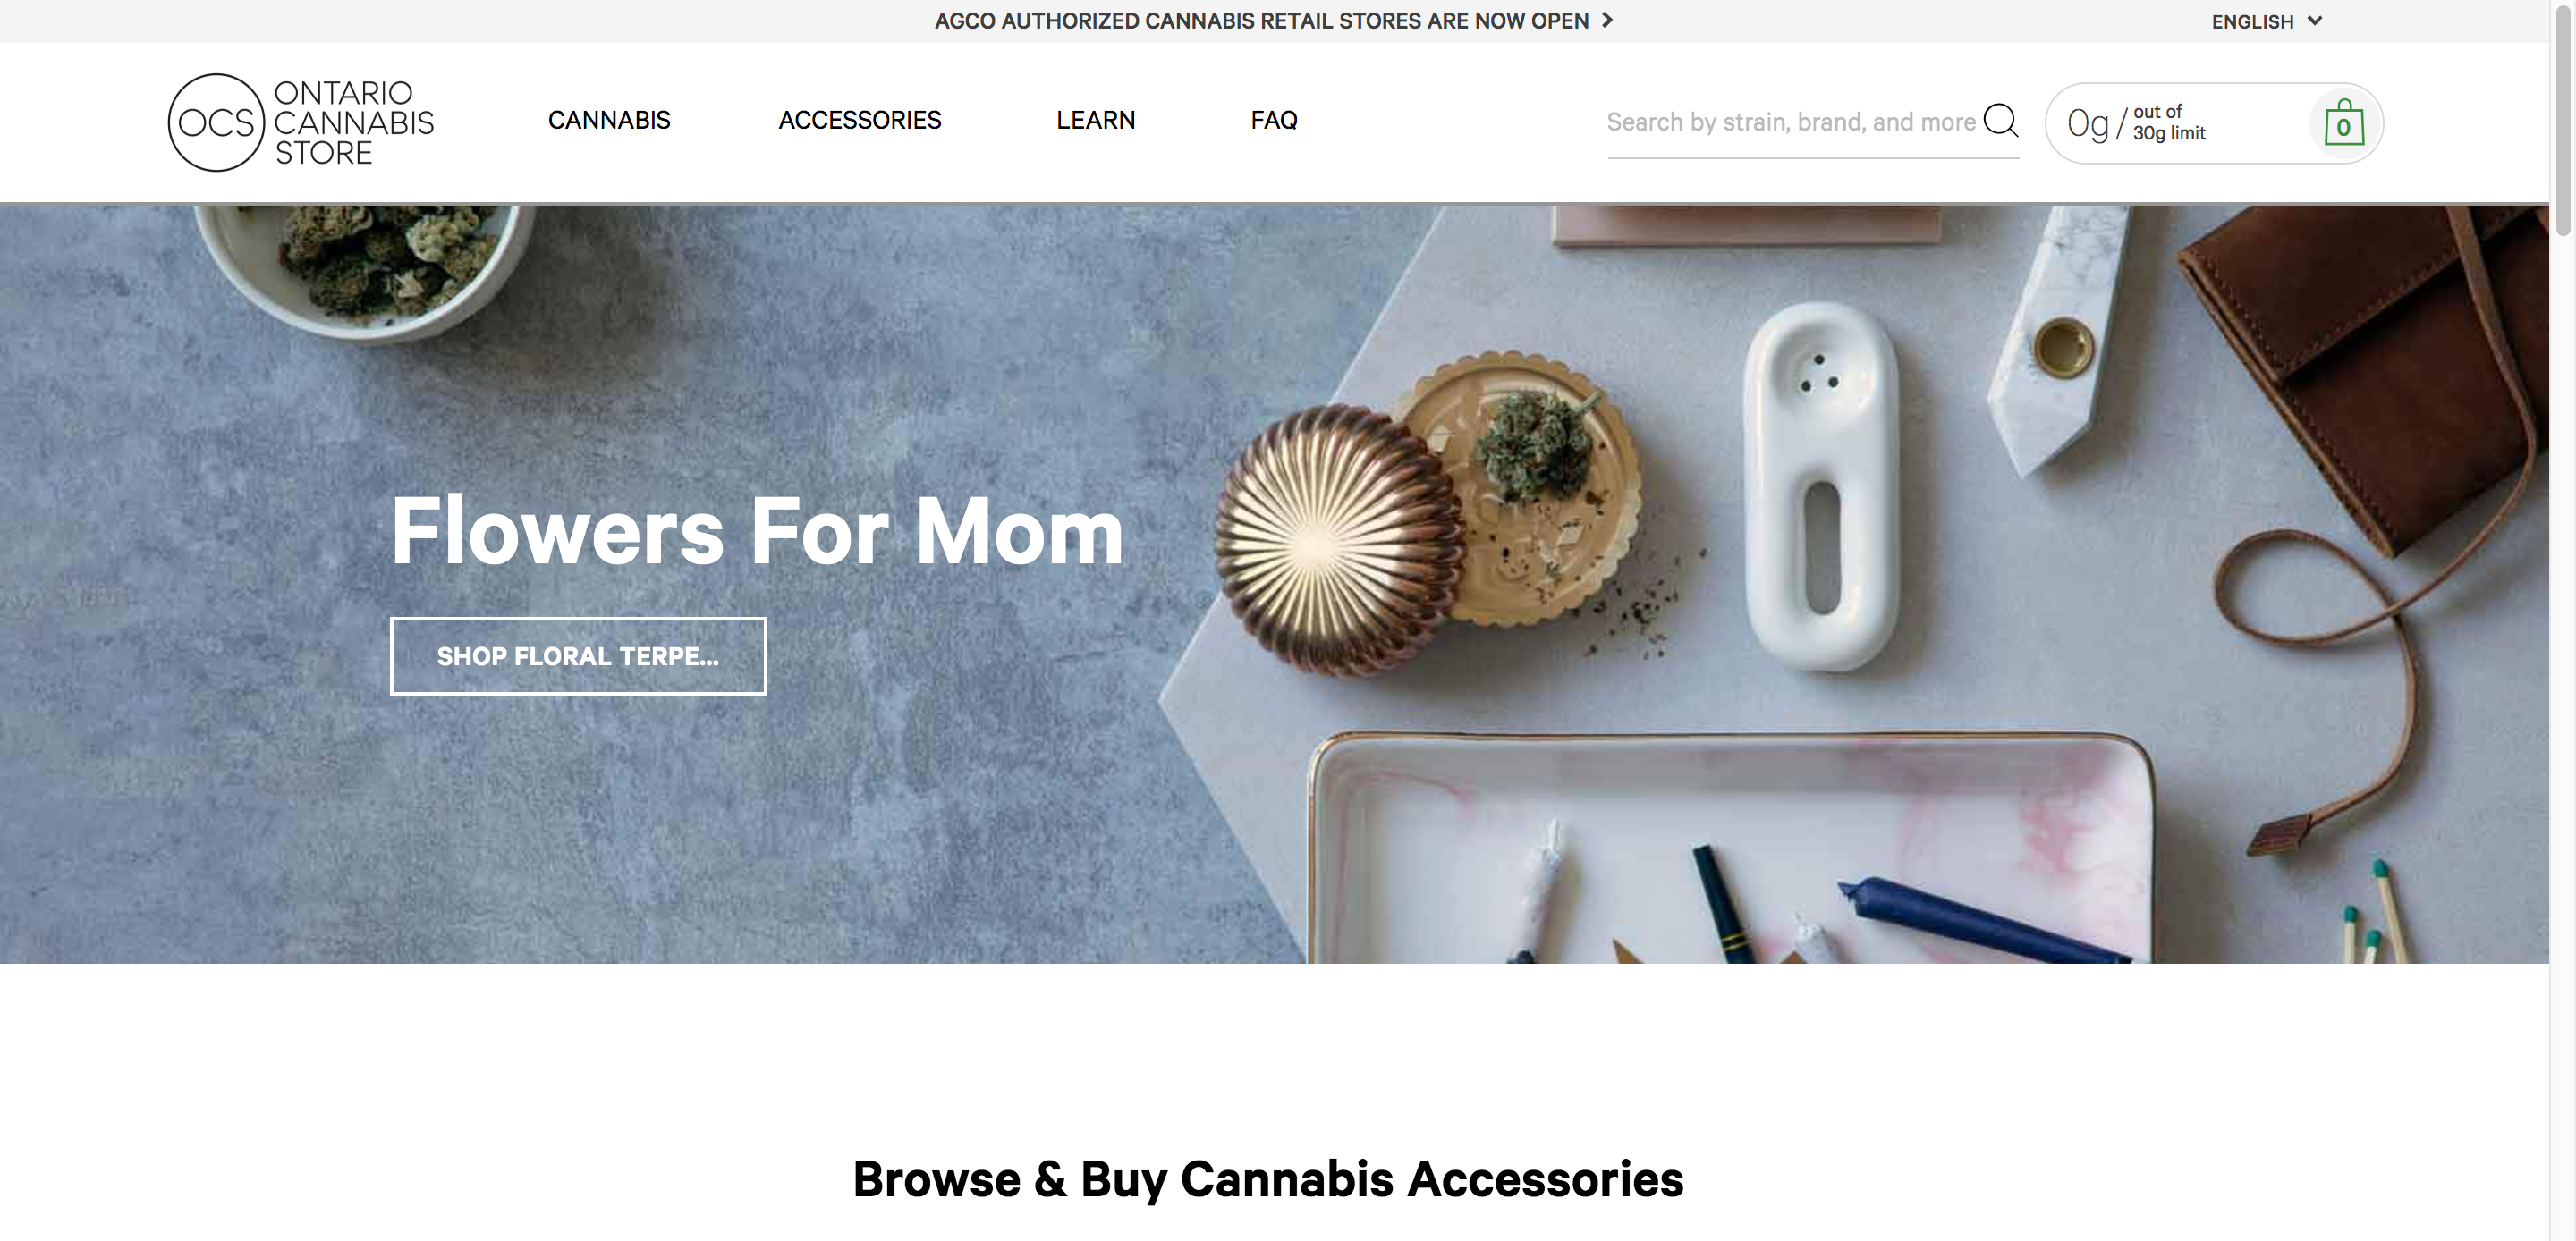 AGCO AUTHORIZED CANNABIS RETAIL STORES ARE NOW OPEN
ENGLISH
OCS
ONTARIO
CANNABIS
STORE
CANNABIS
ACCESSORIES
LEARN
FAQ
Search by strain, brand, and more
0g/
out of
30g limit
0
Flowers For Mom
SHOP FLORAL TERPE...
Browse & Buy Cannabis Accessories